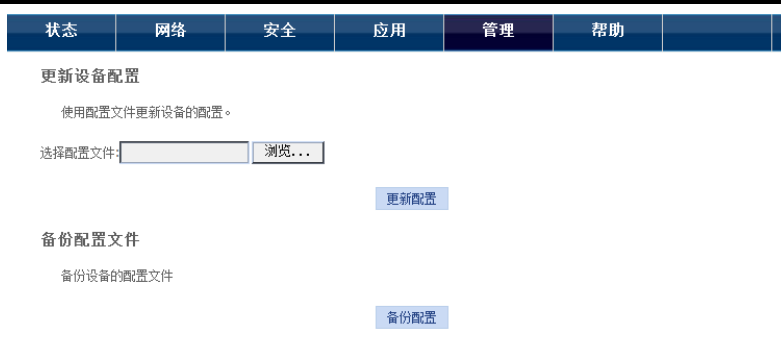 状态 网络 安全 应用 管理 帮助
更新设备配置
使用配置文件更新设备的配置。
选择配置文件: 浏览...
更新配置
备份配置文件
备份设备的配置文件
备份配置